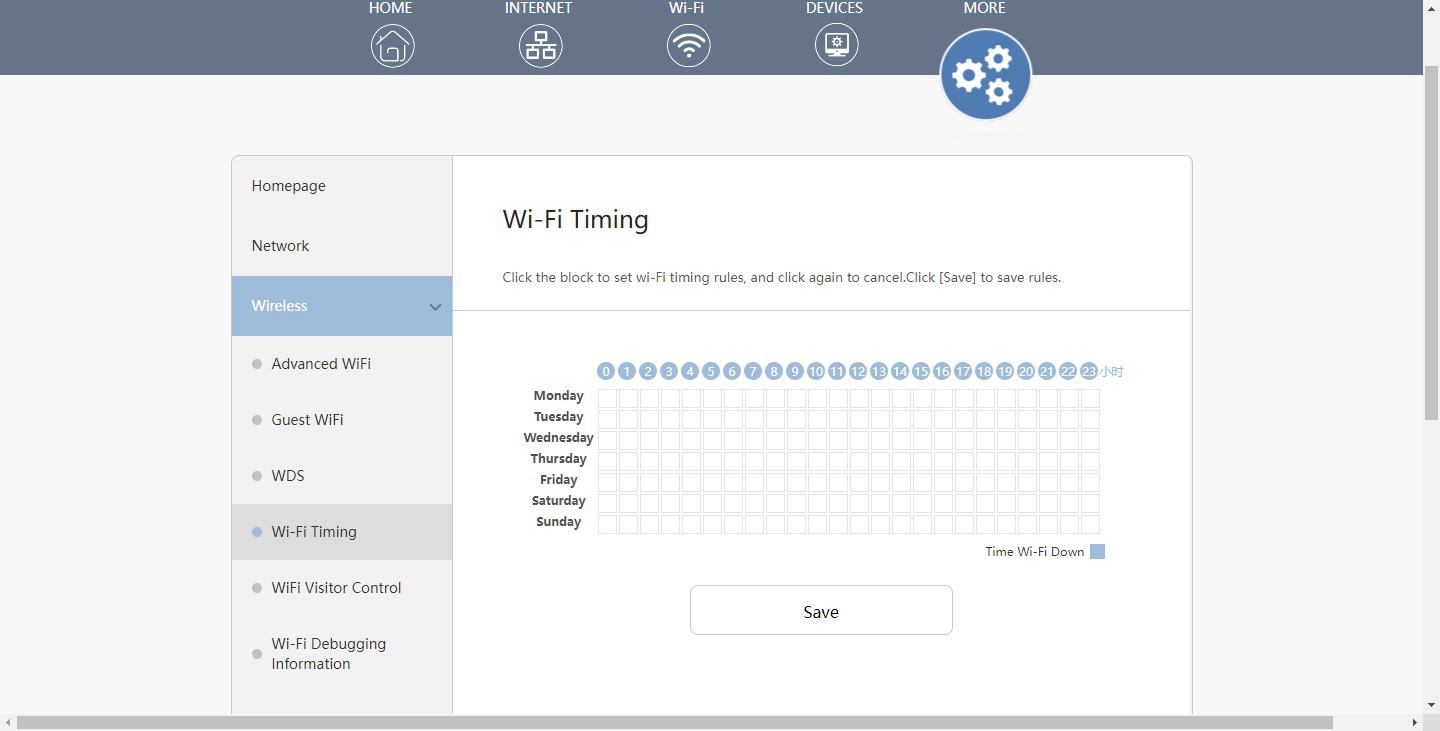 HOME INTERNET Wi-Fi DEVICES MORE
Homepage
Network
Wireless
Advanced WiFi
Guest WiFi
WDS
Wi-Fi Timing
WiFi Visitor Control
Wi-Fi Debugging
Information
Wi-Fi Timing
Click the block to set wi-Fi timing rules, and click again to cancel.Click [Save] to save rules.
0 1 2 3 4 5 6 7 8 9 10 11 12 13 14 15 16 17 18 19 20 21 22 23 小时
Monday
Tuesday
Wednesday
Thursday
Friday
Saturday
Sunday
Time Wi-Fi Down
Save